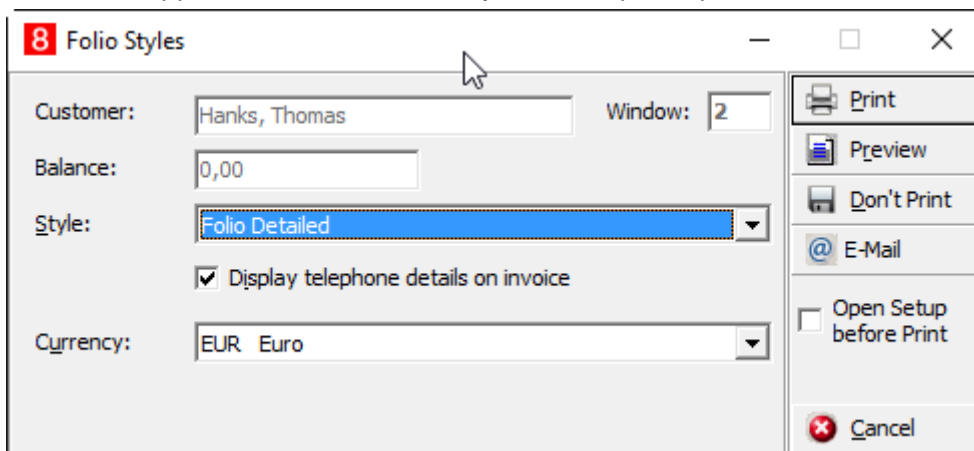 8 Folio Styles
Customer: Hanks, Thomas Window: 2
Balance: 0,00
Style: Folio Detailed
Display telephone details on invoice
Currency: EUR Euro
Print
Preview
Don't Print
@ E-Mail
Open Setup
before Print
Cancel